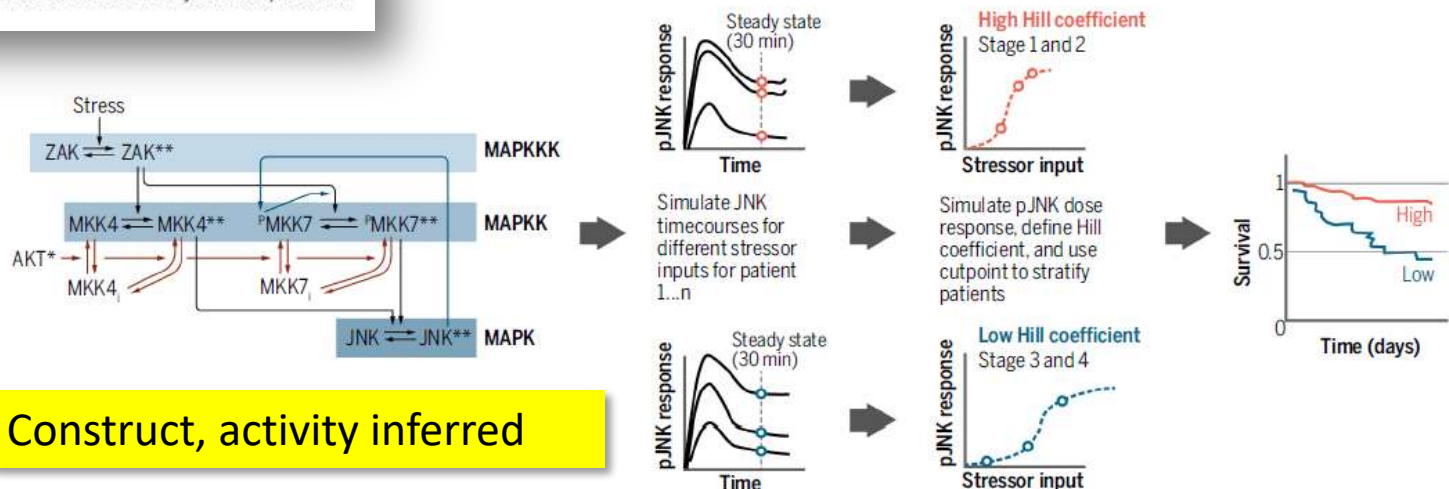 Stress
ZAK ZAK**
MAPKKK
MKK4 MKK4** ᵖMKK7 ᵖMKK7**
MAPKK
AKT*
MKK4ᵢ MKK7ᵢ
JNK JNK**
MAPK
Construct, activity inferred
Steady state
(30 min)
pJNK response
Time
Simulate JNK
timecourses for
different stressor
inputs for patient
1...n
Steady state
(30 min)
pJNK response
Time
High Hill coefficient
Stage 1 and 2
pJNK response
Stressor input
Simulate pJNK dose
response, define Hill
coefficient, and use
cutpoint to stratify
patients
Low Hill coefficient
Stage 3 and 4
pJNK response
Stressor input
1
High
0.5
Low
0
Survival
Time (days)